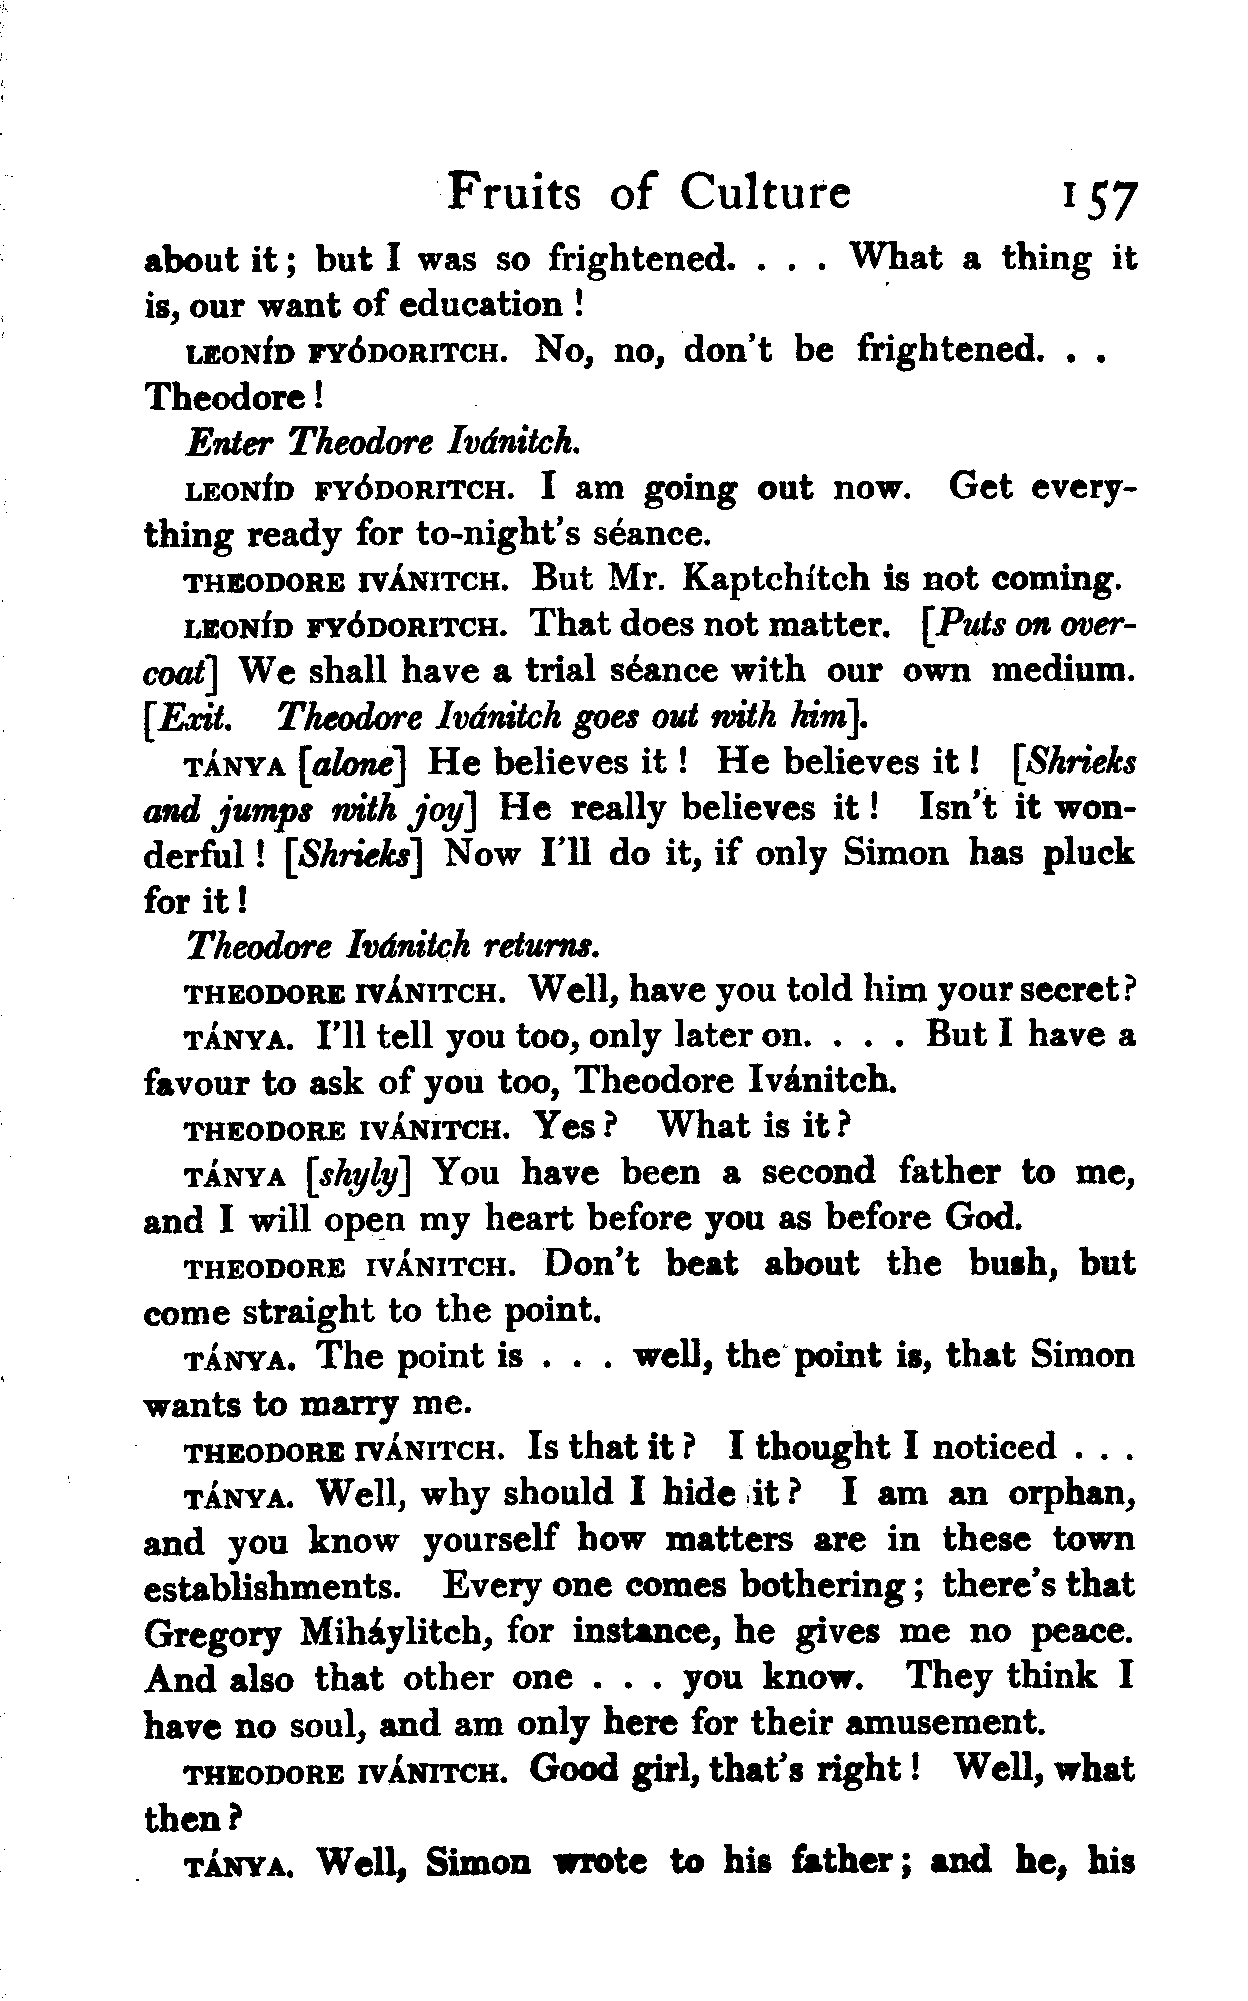 Fruits of Culture 157
about it; but I was so frightened. . . . What a thing it
is, our want of education !
LEONÍD FYÓDORITCH. No, no, don't be frightened. . .
Theodore !
Enter Theodore Ivánitch.
LEONÍD FYÓDORITCH. I am going out now. Get every-
thing ready for to-night's séance.
THEODORE IVÁNITCH. But Mr. Kaptchítch is not coming.
LEONÍD FYÓDORITCH. That does not matter. [Puts on over-
coat] We shall have a trial séance with our own medium.
[Exit. Theodore Ivánitch goes out with him].
TÁNYA [alone] He believes it ! He believes it ! [Shrieks
and jumps with joy] He really believes it ! Isn't it won-
derful ! [Shrieks] Now I'll do it, if only Simon has pluck
for it !
Theodore Ivánitch returns.
THEODORE IVÁNITCH. Well, have you told him your secret?
TÁNYA. I'll tell you too, only later on. . . . But I have a
favour to ask of you too, Theodore Ivánitch.
THEODORE IVÁNITCH. Yes ? What is it ?
TÁNYA [shyly] You have been a second father to me,
and I will open my heart before you as before God.
THEODORE IVÁNITCH. Don't beat about the bush, but
come straight to the point.
TÁNYA. The point is . . . well, the point is, that Simon
wants to marry me.
THEODORE IVÁNITCH. Is that it ? I thought I noticed . . .
TÁNYA. Well, why should I hide it ? I am an orphan,
and you know yourself how matters are in these town
establishments. Every one comes bothering ; there's that
Gregory Miháylitch, for instance, he gives me no peace.
And also that other one . . . you know. They think I
have no soul, and am only here for their amusement.
THEODORE IVÁNITCH. Good girl, that's right ! Well, what
then ?
TÁNYA. Well, Simon wrote to his father ; and he, his